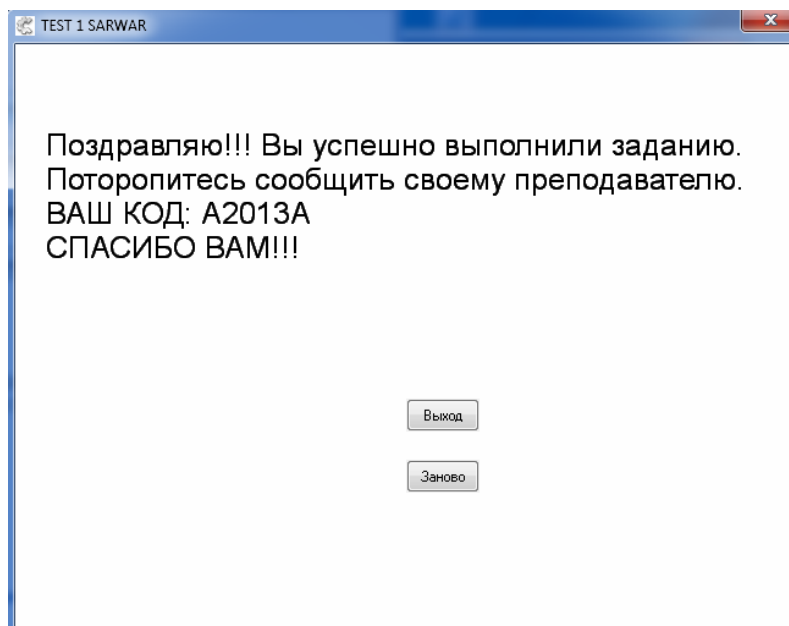 TEST 1 SARWAR
Поздравляю!!! Вы успешно выполнили заданию.
Поторопитесь сообщить своему преподавателю.
ВАШ КОД: A2013A
СПАСИБО ВАМ!!!
Выход
Заново